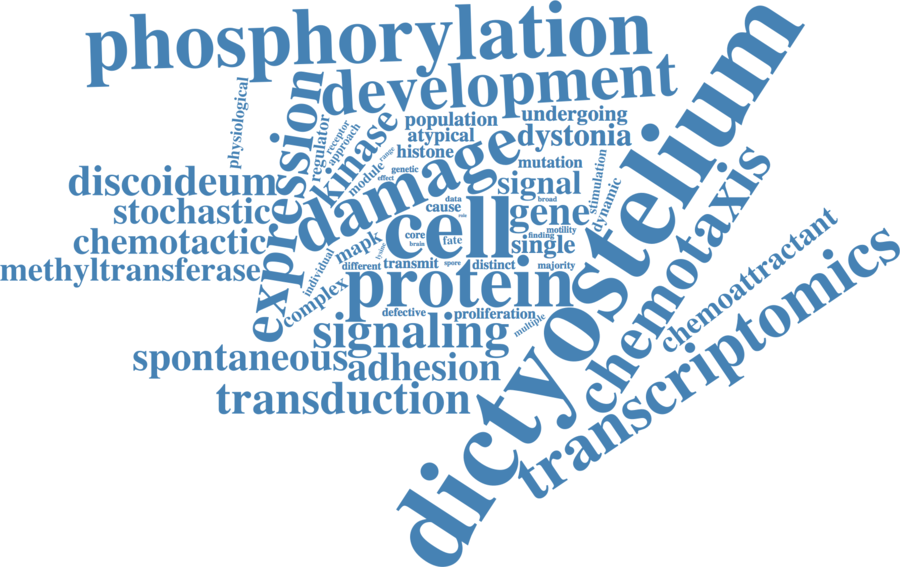 phosphorylation
development
dictyostelium
physiological
expression
regulator
receptor
approach
kinase
population
undergoing
atypical
dystonia
histone
range
module
damage
mutation
genetic
effect
discoideum
signal
stimulation
dynamic
stochastic
data
cause
role
broad
gene
cell
motility
chemotaxis
chemotactic
mapk
core
brain
fate
finding
single
lysine
methyltransferase
individual
different
transmit
spore
distinct
majority
complex
protein
chemoattractant
transcriptomics
defective
proliferation
multiple
signaling
spontaneous
adhesion
transduction